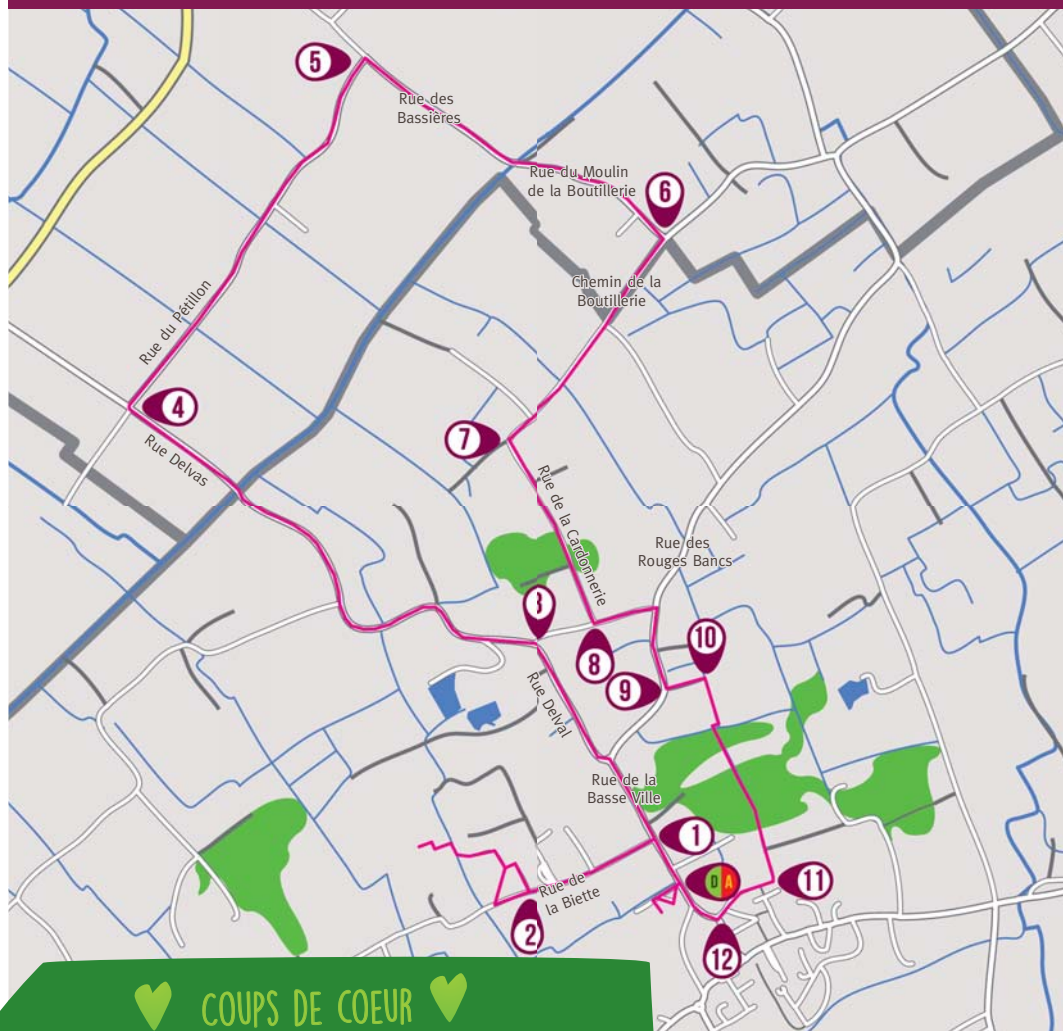 5
Rue des
Bassières
Rue du Moulin
de la Boutillerie
6
Chemin de la
Boutillerie
Rue du Pétillon
4
Rue Delvas
7
Rue de la Cardonnerie
Rue des
Rouges Bancs
3
8
9
10
Rue Delval
Rue de la
Basse Ville
1
D A
11
Rue de
la Biette
2
12
COUPS DE COEUR